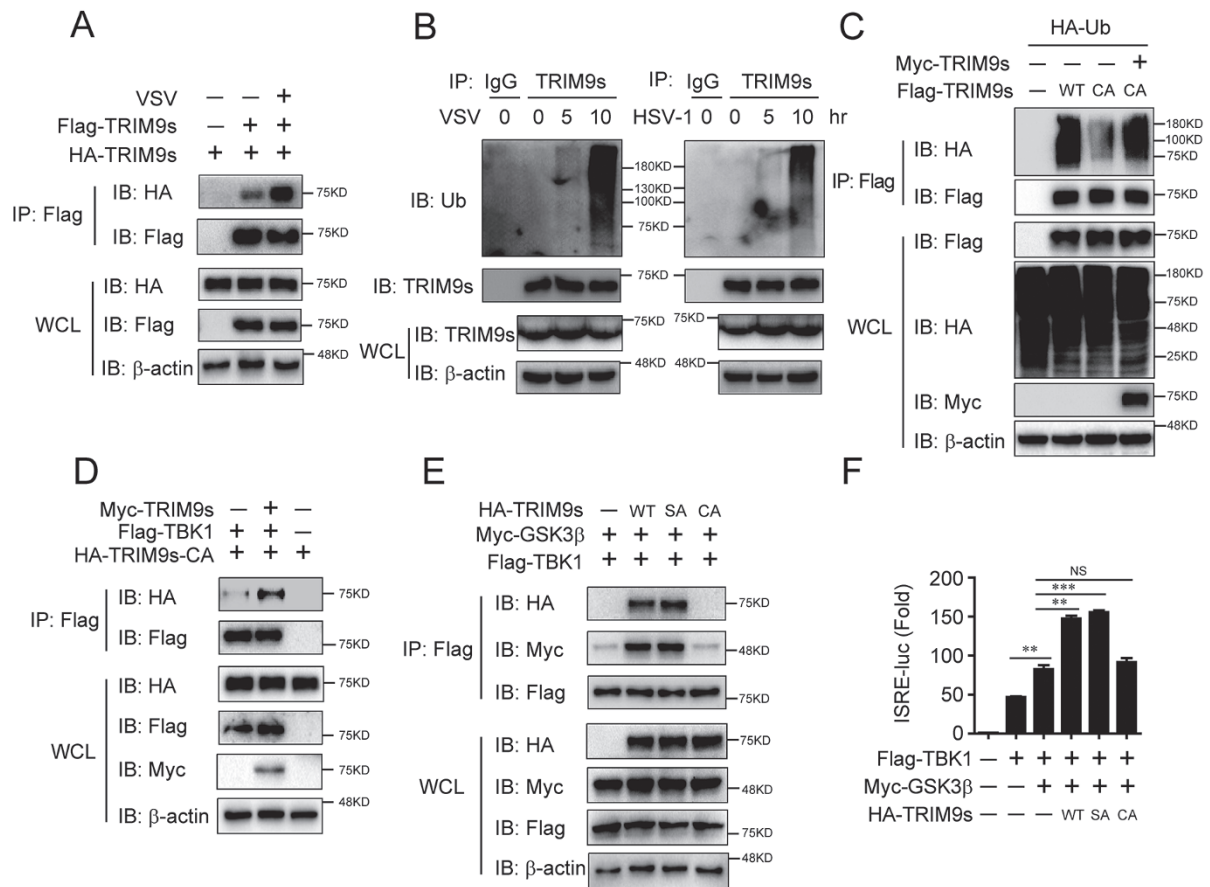 A
VSV — — +
Flag-TRIM9s — + +
HA-TRIM9s + + +
IP: Flag
IB: HA 75KD
IB: Flag 75KD
WCL
IB: HA 75KD
IB: Flag 75KD
IB: β-actin 48KD
B
IP: IgG TRIM9s IP: IgG TRIM9s
VSV 0 0 5 10 HSV-1 0 0 5 10 hr
IB: Ub
180KD 180KD
130KD 130KD
100KD 100KD
75KD 75KD
IB: TRIM9s 75KD 75KD
WCL
IB: TRIM9s 75KD 75KD
IB: β-actin 48KD 48KD
C
HA-Ub
Myc-TRIM9s — — — +
Flag-TRIM9s — WT CA CA
IP: Flag
IB: HA
180KD
100KD
75KD
IB: Flag 75KD
WCL
IB: Flag 75KD
IB: HA
180KD
75KD
48KD
25KD
IB: Myc 75KD
IB: β-actin 48KD
D
Myc-TRIM9s — + —
Flag-TBK1 + + —
HA-TRIM9s-CA + + +
IP: Flag
IB: HA 75KD
IB: Flag 75KD
WCL
IB: HA 75KD
IB: Flag 75KD
IB: Myc 75KD
IB: β-actin 48KD
E
HA-TRIM9s — WT SA CA
Myc-GSK3β + + + +
Flag-TBK1 + + + +
IP: Flag
IB: HA 75KD
IB: Myc 48KD
IB: Flag 75KD
WCL
IB: HA 75KD
IB: Myc 48KD
IB: Flag 75KD
IB: β-actin 48KD
F
ISRE-luc (Fold)
200
150
100
50
0
NS
***
**
**
Flag-TBK1 — + + + + +
Myc-GSK3β — — + + + +
HA-TRIM9s — — — WT SA CA